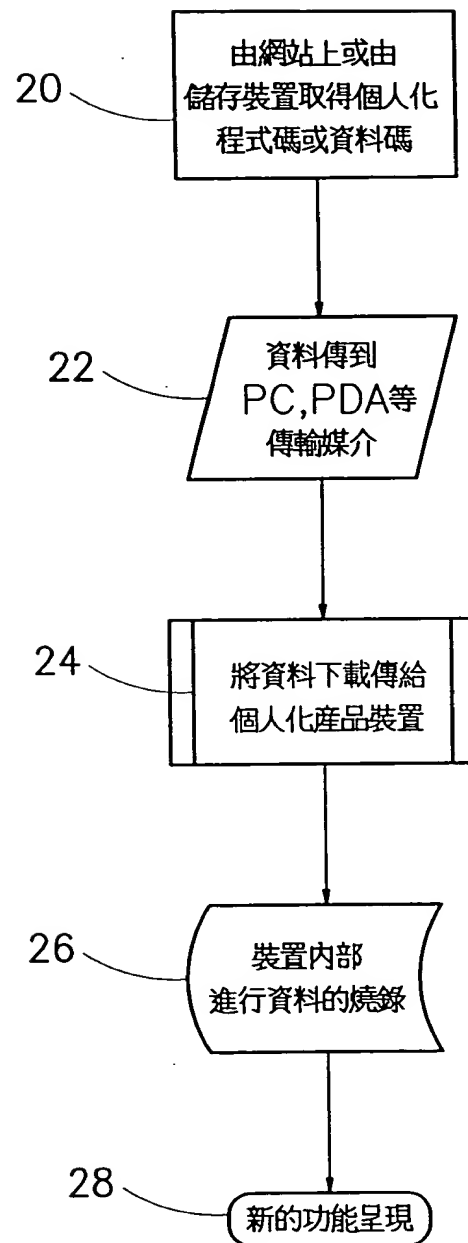 20
由網站上或由
儲存裝置取得個人化
程式碼或資料碼
22
資料傳到
PC,PDA等
傳輸媒介
24
將資料下載傳給
個人化產品裝置
26
裝置內部
進行資料的燒錄
28
新的功能呈現